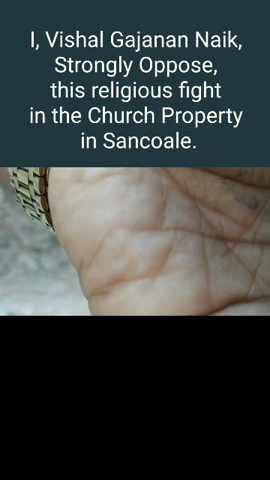 I, Vishal Gajanan Naik,
Strongly Oppose,
this religious fight
in the Church Property
in Sancoale.